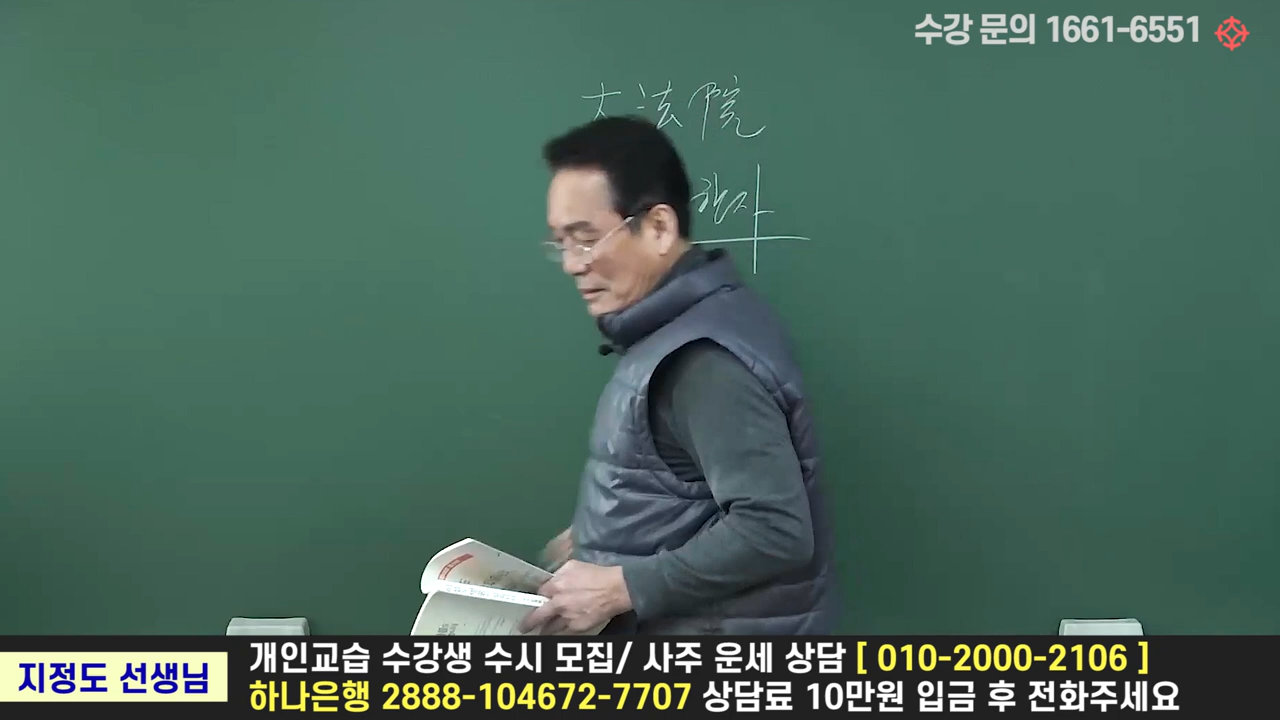 수강 문의 1661-6551
大法院
한자
지정도 선생님
개인교습 수강생 수시 모집/ 사주 운세 상담 [ 010-2000-2106 ]
하나은행 2888-104672-7707 상담료 10만원 입금 후 전화주세요